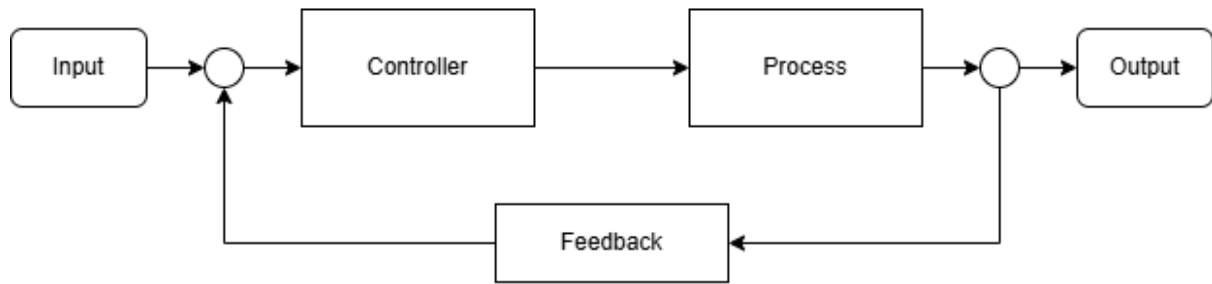 Input
Controller
Process
Output
Feedback